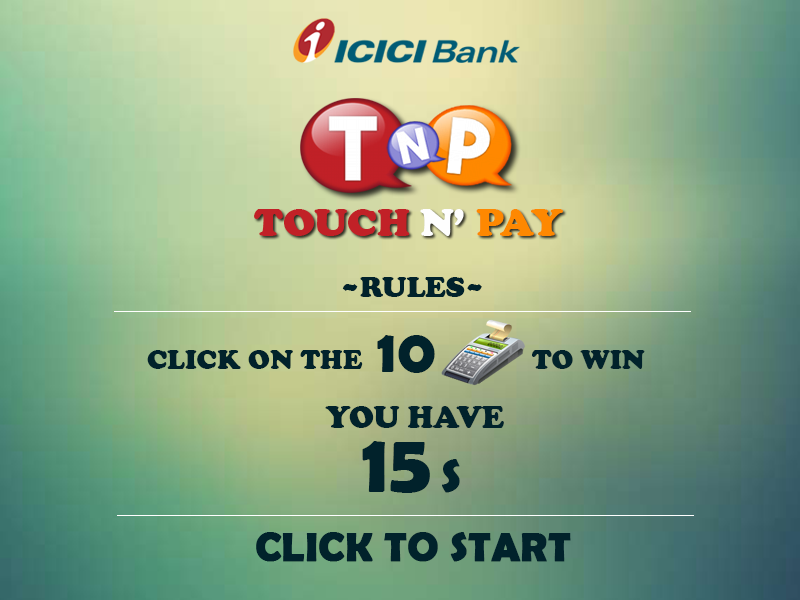 i ICICI Bank
T N P
TOUCH N' PAY
~RULES~
CLICK ON THE 10 TO WIN
YOU HAVE
15 S
CLICK TO START